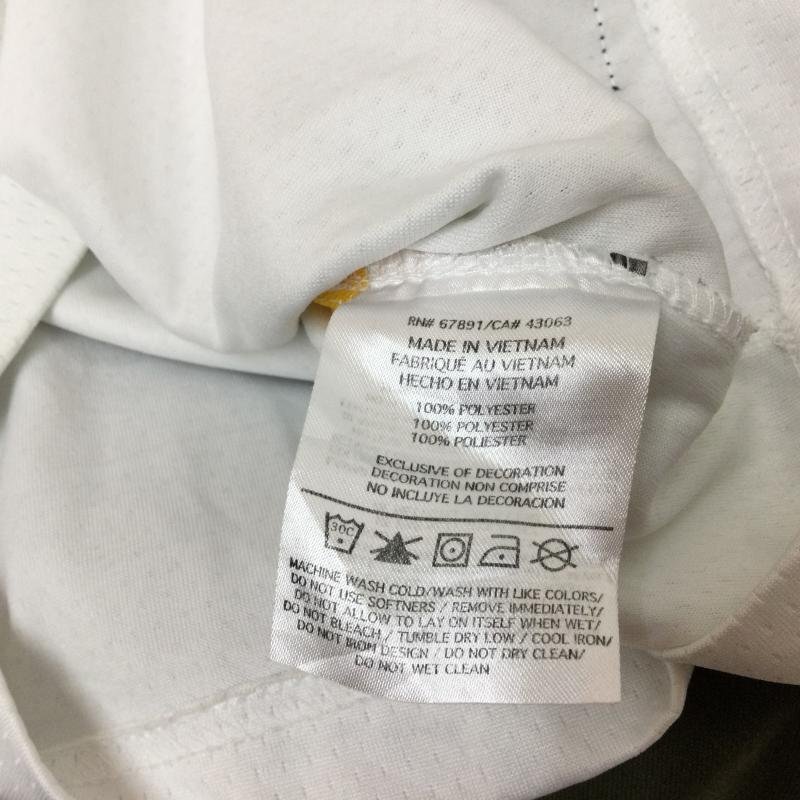 RN# 67891/CA# 43063
MADE IN VIETNAM
FABRIQUÉ AU VIETNAM
HECHO EN VIETNAM
100% POLYESTER
100% POLYESTER
100% POLIESTER
EXCLUSIVE OF DECORATION
DECORATION NON COMPRISE
NO INCLUYE LA DECORACION
30C
MACHINE WASH COLD/WASH WITH LIKE COLORS/
DO NOT USE SOFTNERS / REMOVE IMMEDIATELY/
DO NOT ALLOW TO LAY ON ITSELF WHEN WET/
DO NOT BLEACH / TUMBLE DRY LOW / COOL IRON/
DO NOT IRON DESIGN / DO NOT DRY CLEAN/
DO NOT WET CLEAN